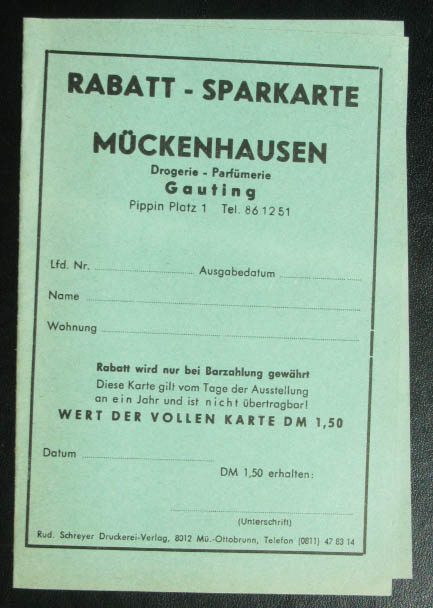 RABATT - SPARKARTE
MÜCKENHAUSEN
Drogerie - Parfümerie
Gauting
Pippin Platz 1 Tel. 86 12 51
Lfd. Nr. Ausgabedatum
Name
Wohnung
Rabatt wird nur bei Barzahlung gewährt
Diese Karte gilt vom Tage der Ausstellung
an ein Jahr und ist nicht übertragbar!
WERT DER VOLLEN KARTE DM 1,50
Datum
DM 1,50 erhalten:
(Unterschrift)
Rud. Schreyer Druckerei-Verlag, 8012 Mü.-Ottobrunn, Telefon (0811) 47 83 14